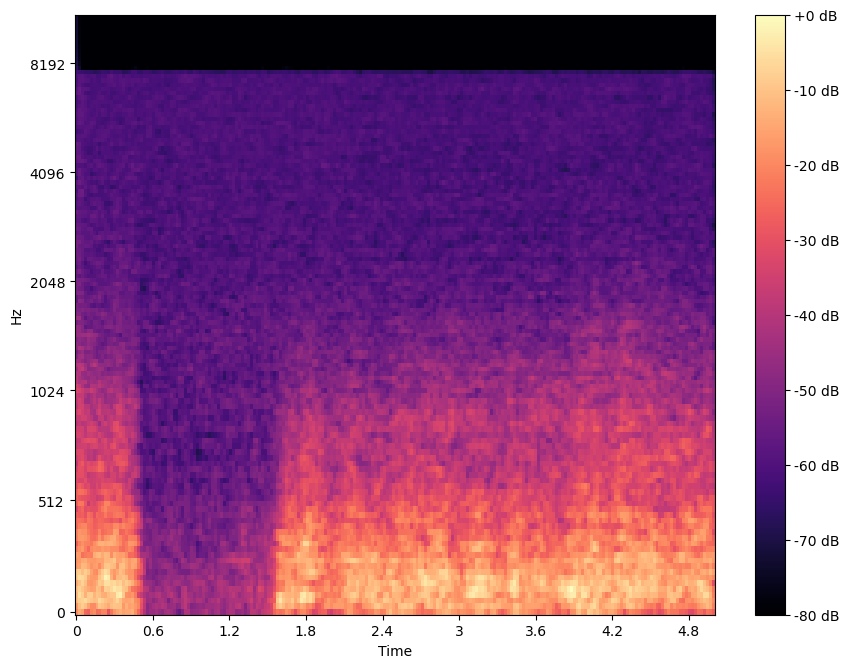 +0 dB
8192
-10 dB
4096
-20 dB
-30 dB
2048
Hz
-40 dB
1024
-50 dB
-60 dB
512
-70 dB
0
-80 dB
0 0.6 1.2 1.8 2.4 3 3.6 4.2 4.8
Time